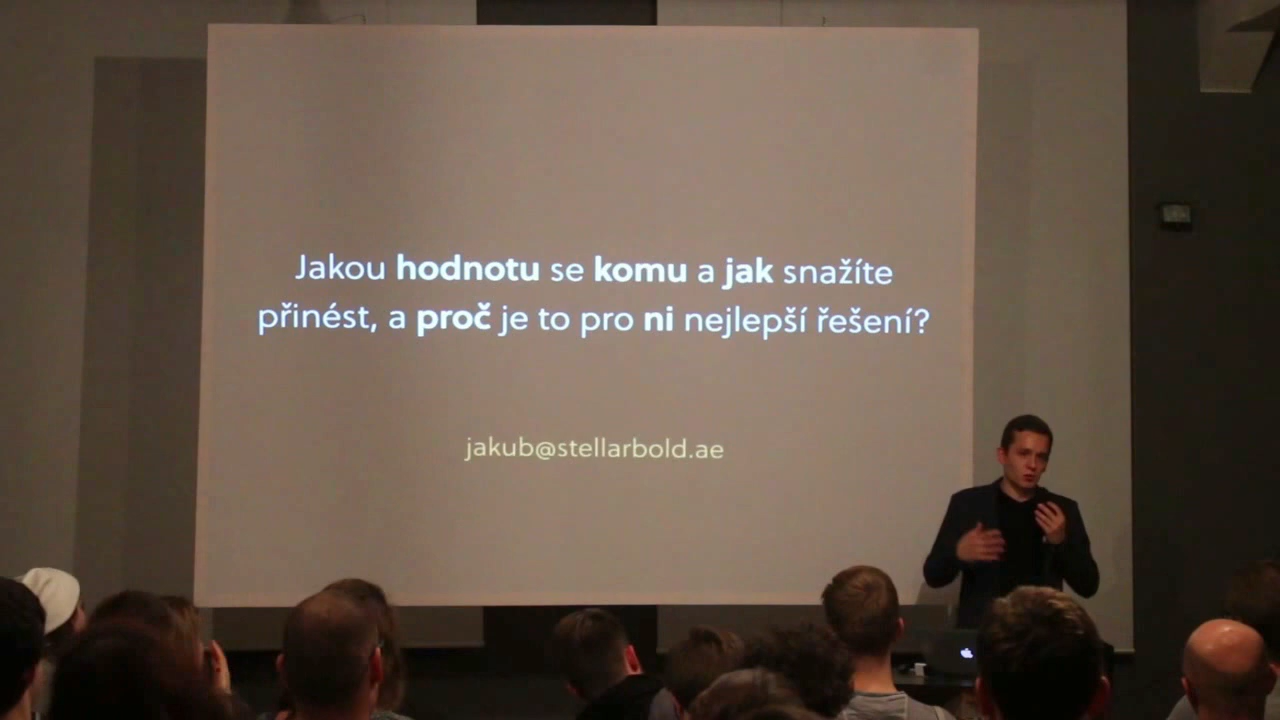 Jakou hodnotu se komu a jak snažíte
přinést, a proč je to pro ni nejlepší řešení?
jakub@stellarbold.ae